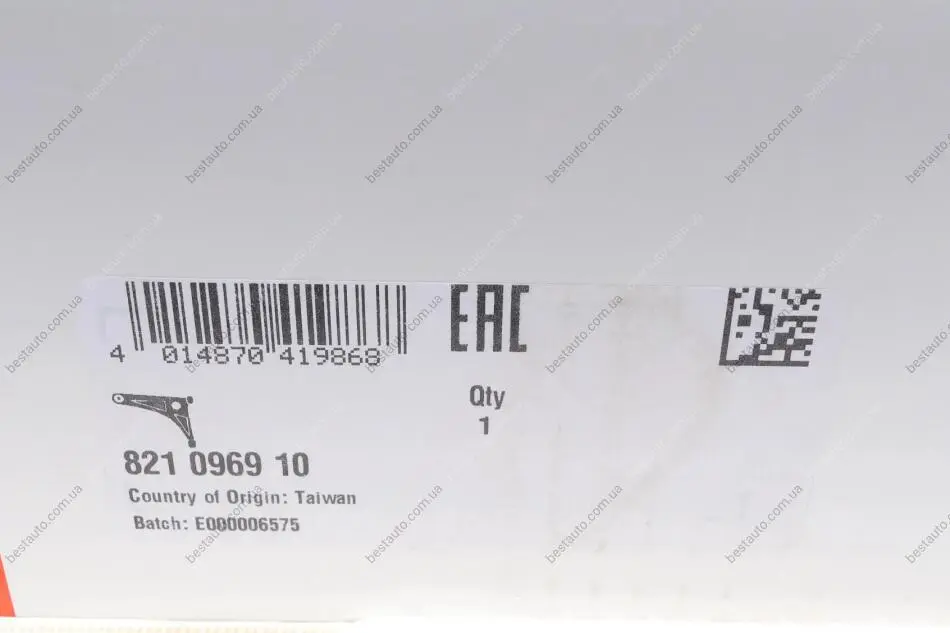 4 014870 419868
EAC
Qty
1
821 0969 10
Country of Origin: Taiwan
Batch: E000006575
bestauto.com.ua